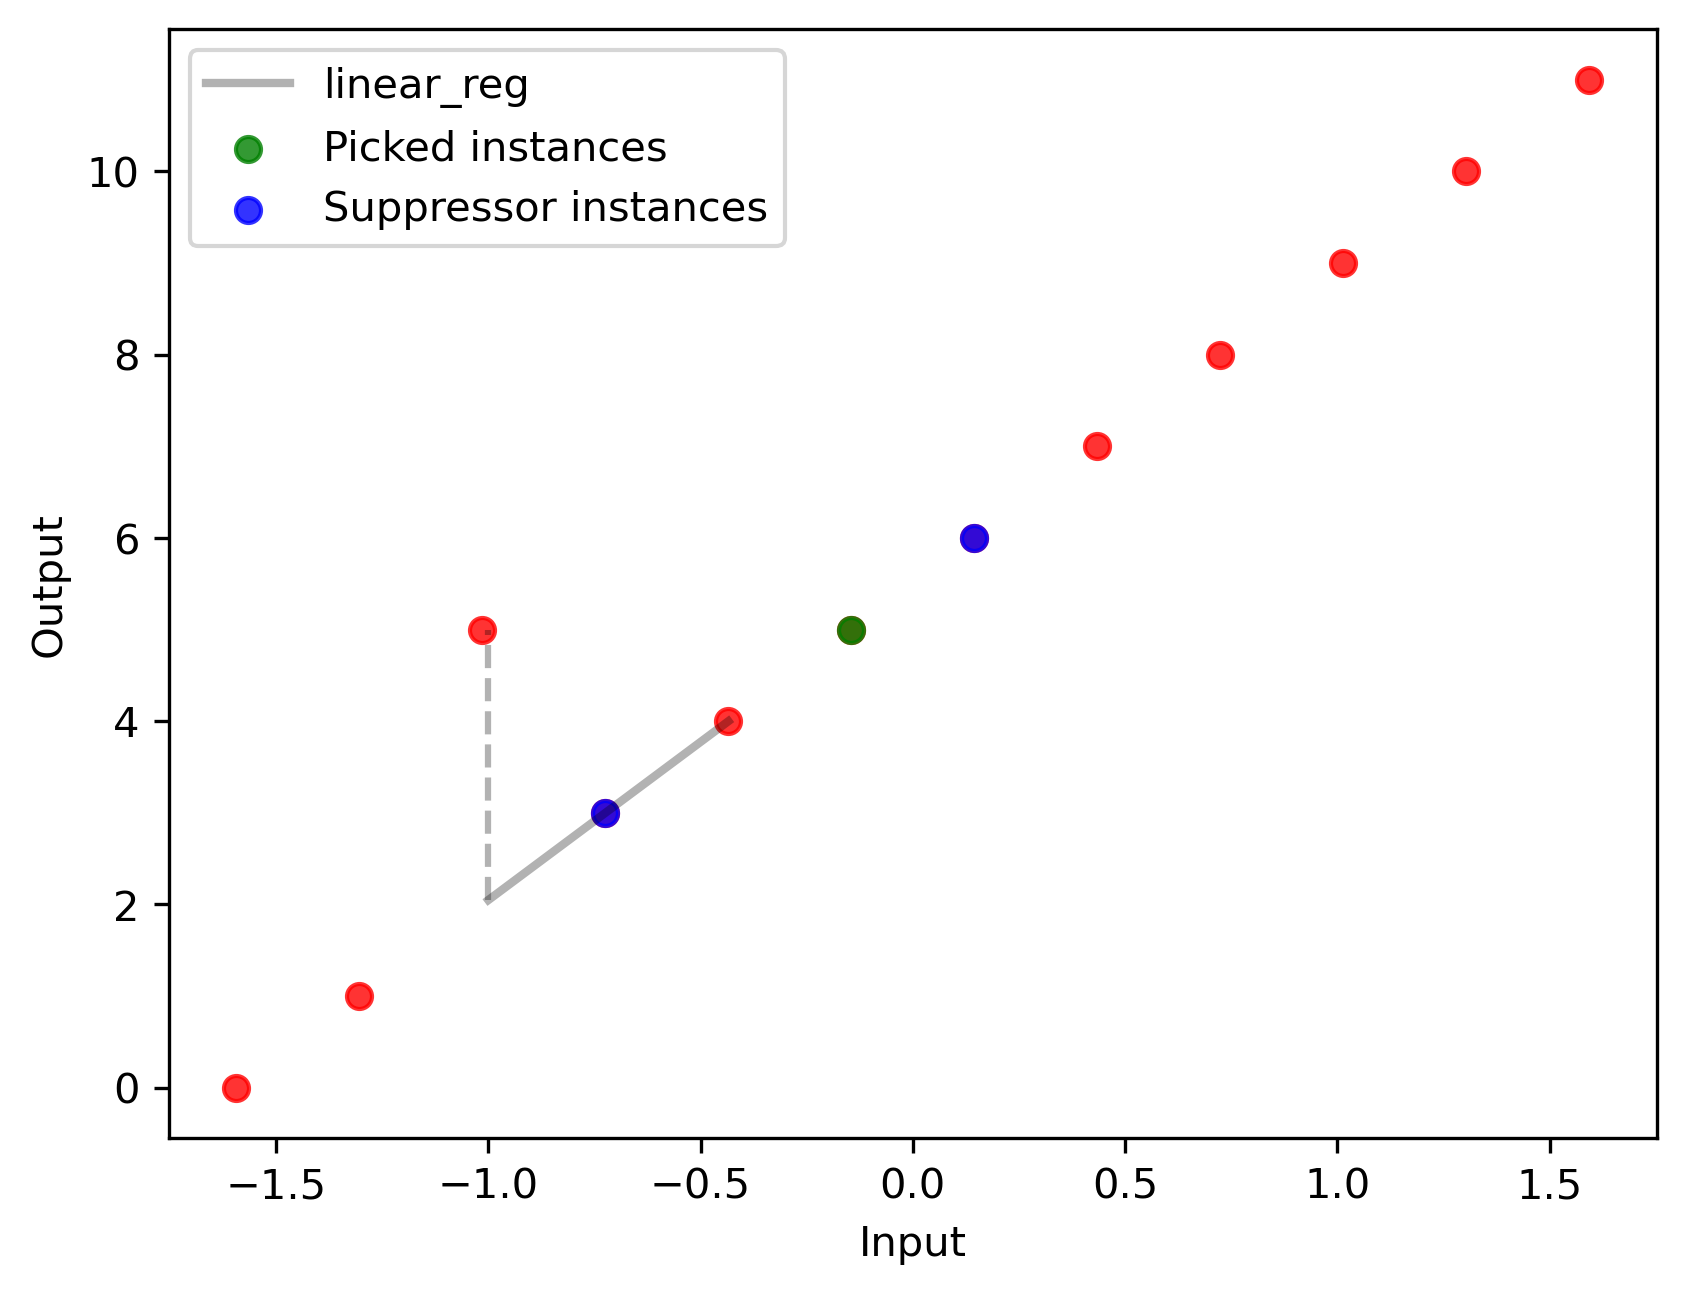 linear_reg
Picked instances
Suppressor instances
10
8
6
4
2
0
Output
−1.5 −1.0 −0.5 0.0 0.5 1.0 1.5
Input